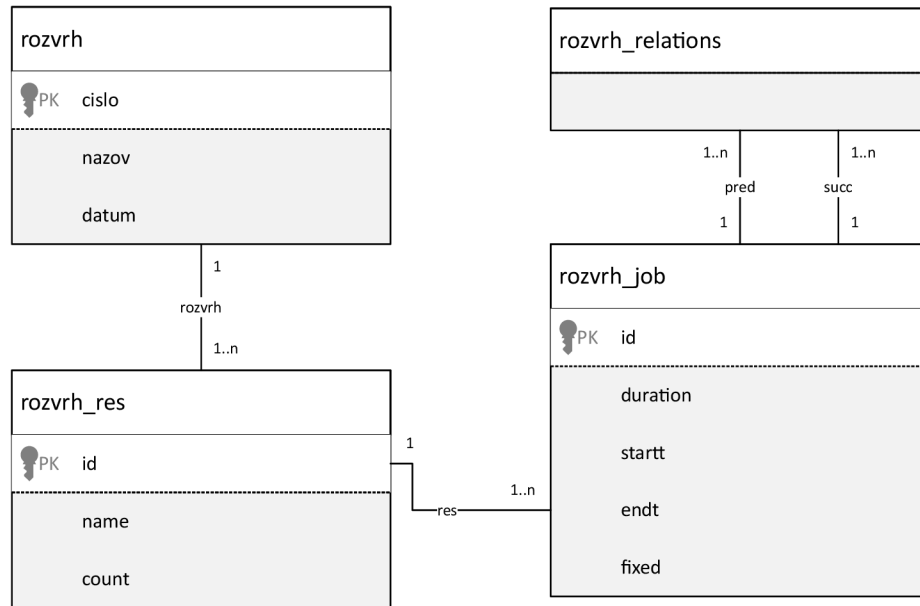 rozvrh
PK cislo
nazov
datum
1
rozvrh
1..n
rozvrh_res
PK id
name
count
1
res
1..n
rozvrh_relations
1..n 1..n
pred succ
1 1
rozvrh_job
PK id
duration
startt
endt
fixed